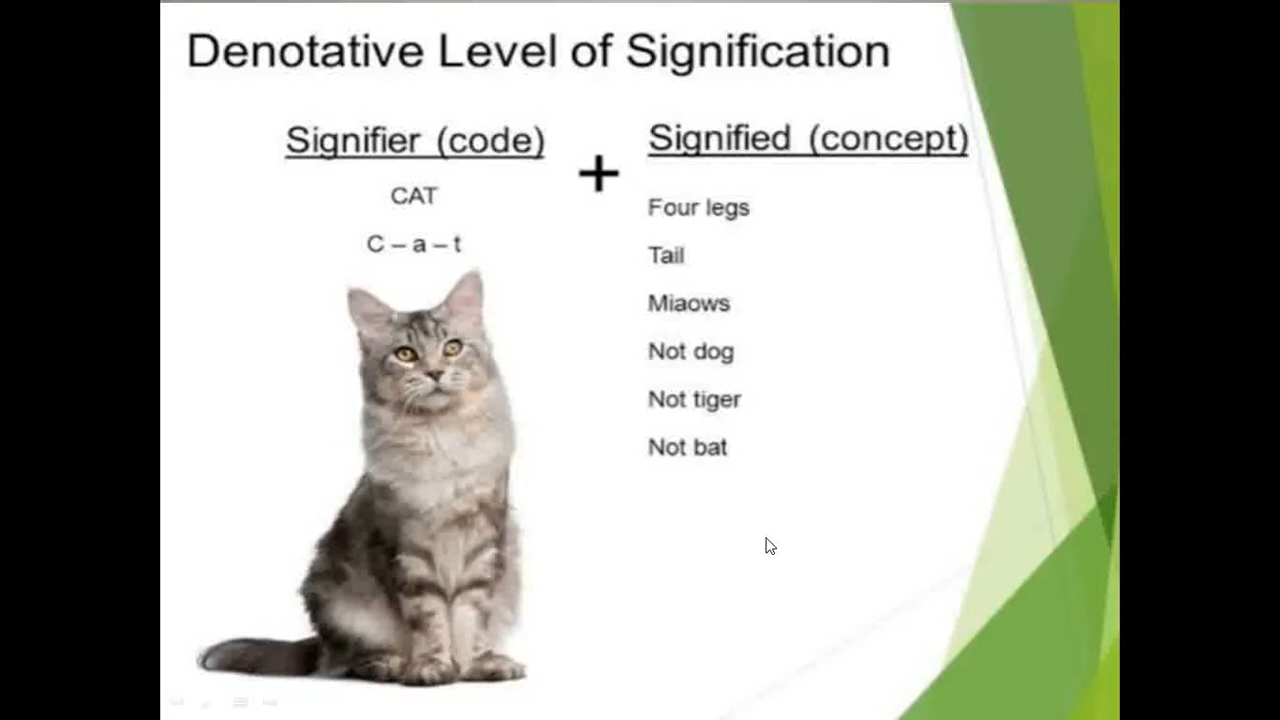 Denotative Level of Signification
Signifier (code)
CAT
C – a – t
+
Signified (concept)
Four legs
Tail
Miaows
Not dog
Not tiger
Not bat